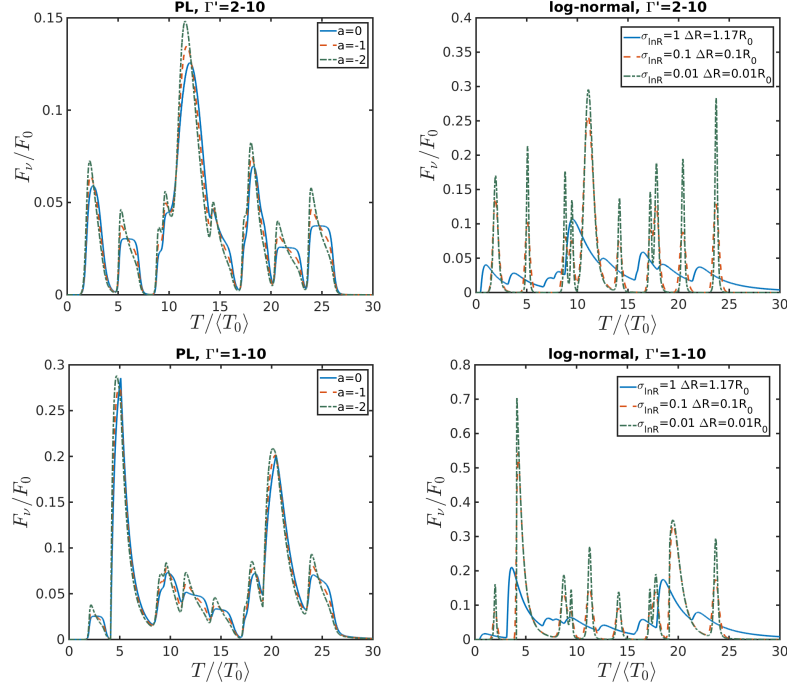 PL, Γ'=2-10
a=0
a=-1
a=-2
0.15
0.1
0.05
0
F_ν/F_0
0 5 10 15 20 25 30
T/⟨T_0⟩
log-normal, Γ'=2-10
σ_lnR=1 ΔR=1.17R_0
σ_lnR=0.1 ΔR=0.1R_0
σ_lnR=0.01 ΔR=0.01R_0
0.4
0.35
0.3
0.25
0.2
0.15
0.1
0.05
0
F_ν/F_0
0 5 10 15 20 25 30
T/⟨T_0⟩
PL, Γ'=1-10
a=0
a=-1
a=-2
0.3
0.25
0.2
0.15
0.1
0.05
0
F_ν/F_0
0 5 10 15 20 25 30
T/⟨T_0⟩
log-normal, Γ'=1-10
σ_lnR=1 ΔR=1.17R_0
σ_lnR=0.1 ΔR=0.1R_0
σ_lnR=0.01 ΔR=0.01R_0
0.8
0.7
0.6
0.5
0.4
0.3
0.2
0.1
0
F_ν/F_0
0 5 10 15 20 25 30
T/⟨T_0⟩